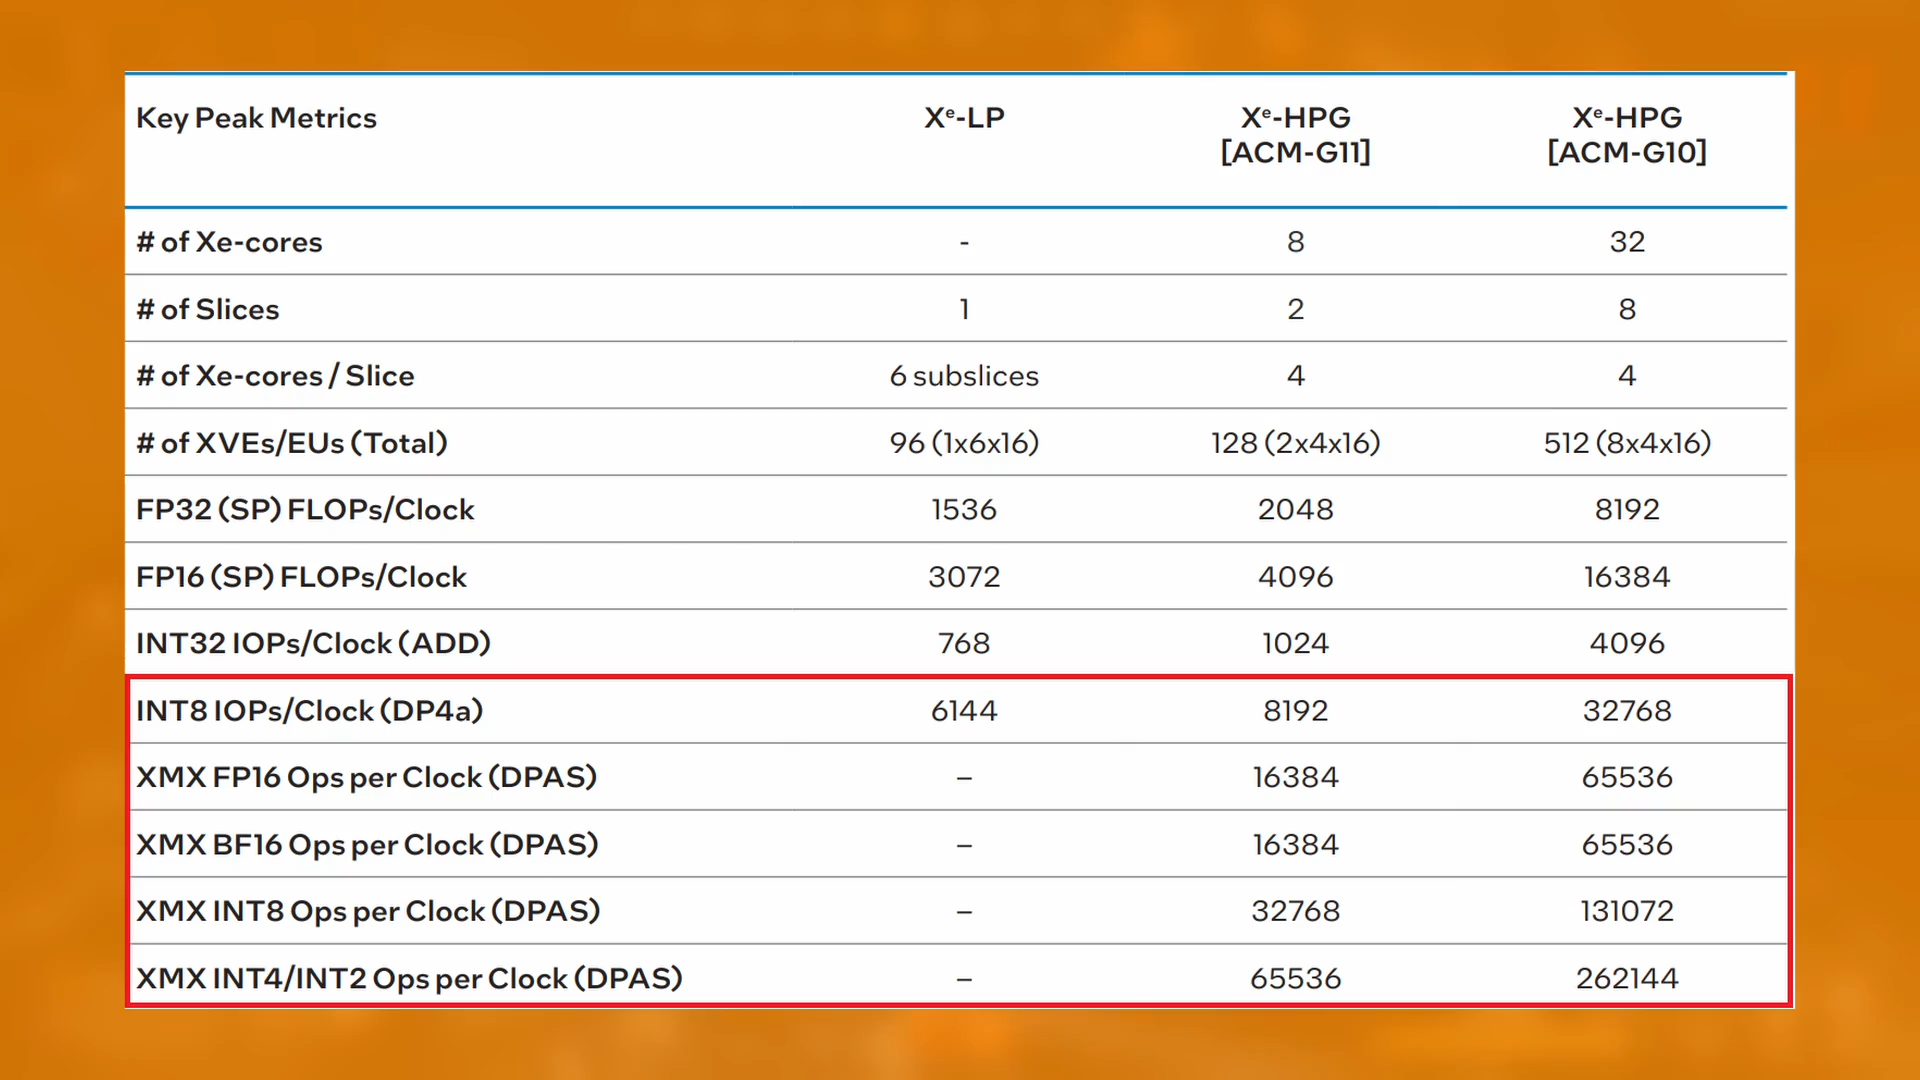 Key Peak Metrics Xᵉ-LP Xᵉ-HPG Xᵉ-HPG
[ACM-G11] [ACM-G10]
# of Xe-cores - 8 32
# of Slices 1 2 8
# of Xe-cores / Slice 6 subslices 4 4
# of XVEs/EUs (Total) 96 (1x6x16) 128 (2x4x16) 512 (8x4x16)
FP32 (SP) FLOPs/Clock 1536 2048 8192
FP16 (SP) FLOPs/Clock 3072 4096 16384
INT32 IOPs/Clock (ADD) 768 1024 4096
INT8 IOPs/Clock (DP4a) 6144 8192 32768
XMX FP16 Ops per Clock (DPAS) – 16384 65536
XMX BF16 Ops per Clock (DPAS) – 16384 65536
XMX INT8 Ops per Clock (DPAS) – 32768 131072
XMX INT4/INT2 Ops per Clock (DPAS) – 65536 262144